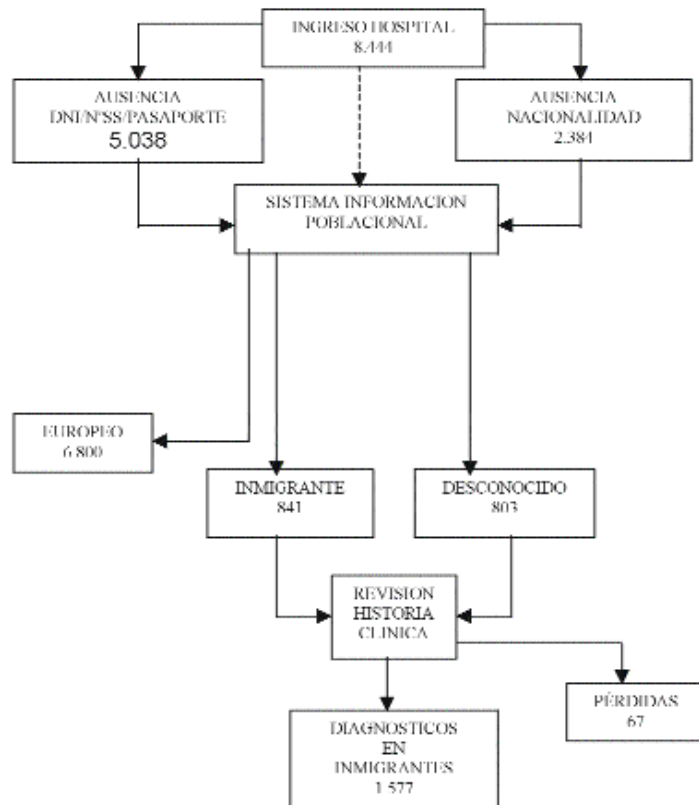 INGRESO HOSPITAL
8.444
AUSENCIA
DNI/NºSS/PASAPORTE
5.038
AUSENCIA
NACIONALIDAD
2.384
SISTEMA INFORMACION
POBLACIONAL
EUROPEO
6.800
INMIGRANTE
841
DESCONOCIDO
803
REVISION
HISTORIA
CLINICA
PÉRDIDAS
67
DIAGNOSTICOS
EN
INMIGRANTES
1.577